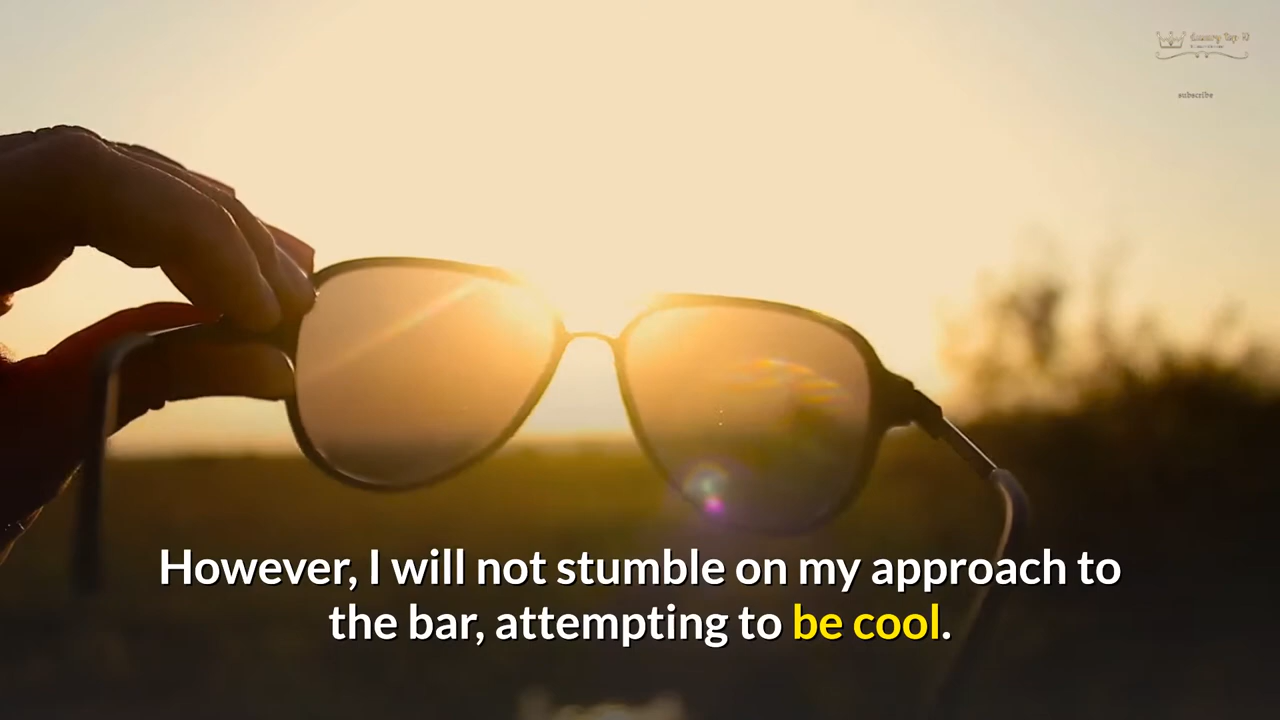 subscribe
However, I will not stumble on my approach to
the bar, attempting to be cool.